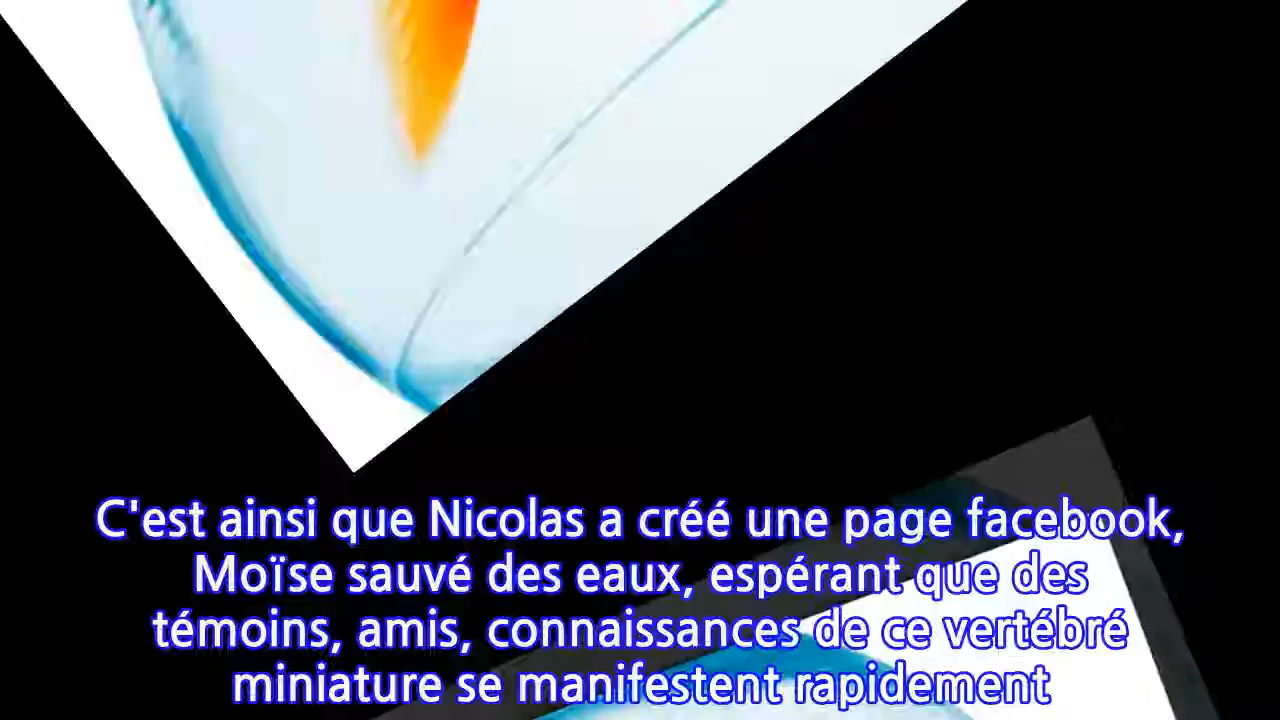 C'est ainsi que Nicolas a créé une page facebook,
Moïse sauvé des eaux, espérant que des
témoins, amis, connaissances de ce vertébré
miniature se manifestent rapidement